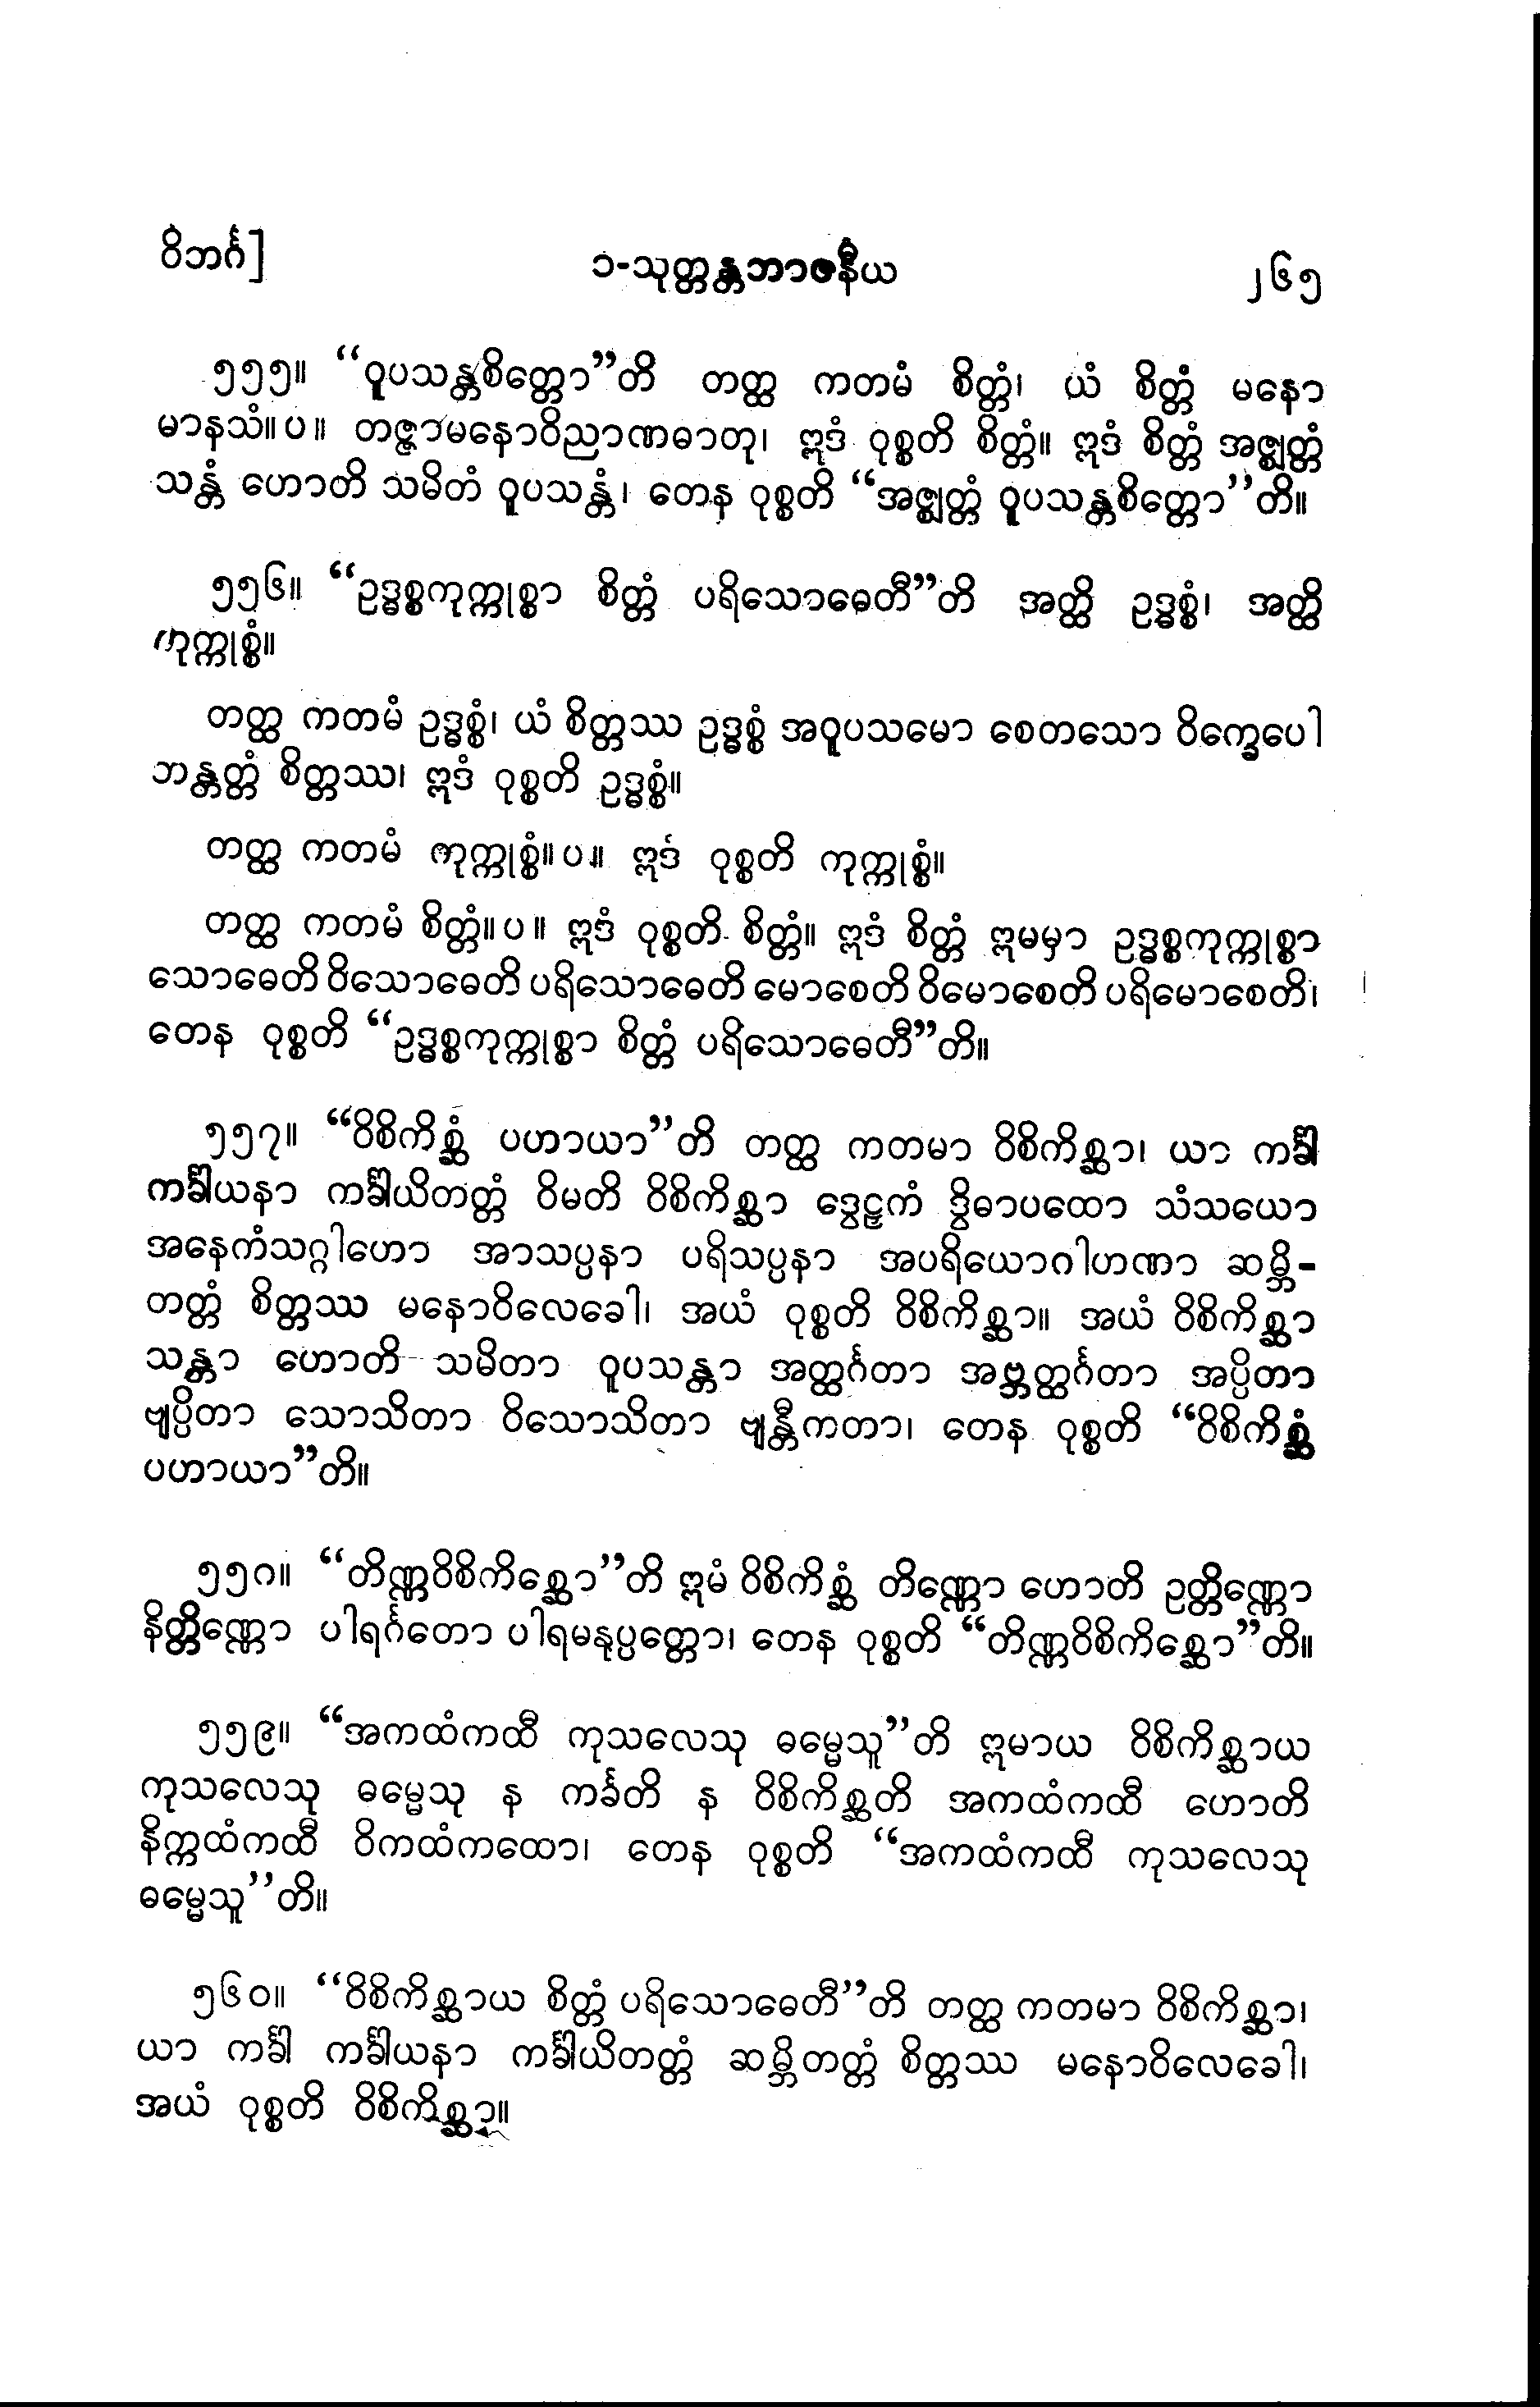 ဝိဘင်္ဂ]
၁-သုတ္တန္တဘာဇနီယ
၂၆၅
၅၅၅။ “ဝူပသန္တစိတ္တော”တိ တတ္ထ ကတမံ စိတ္တံ၊ ယံ စိတ္တံ မနော
မာနသံ။ပ။ တဇ္ဇာမနောဝိညာဏဓာတု၊ ဣဒံ ဝုစ္စတိ စိတ္တံ။ ဣဒံ စိတ္တံ အဇ္ဈတ္တံ
သန္တံ ဟောတိ သမိတံ ဝူပသန္တံ၊ တေန ဝုစ္စတိ “အဇ္ဈတ္တံ ဝူပသန္တစိတ္တော”တိ။
၅၅၆။ “ဥဒ္ဓစ္စကုက္ကုစ္စာ စိတ္တံ ပရိသောဓေတီ”တိ အတ္ထိ ဥဒ္ဓစ္စံ၊ အတ္ထိ
ကုက္ကုစ္စံ။
တတ္ထ ကတမံ ဥဒ္ဓစ္စံ၊ ယံ စိတ္တဿ ဥဒ္ဓစ္စံ အဝူပသမော စေတသော ဝိက္ခေပေါ
ဘန္တတ္တံ စိတ္တဿ၊ ဣဒံ ဝုစ္စတိ ဥဒ္ဓစ္စံ။
တတ္ထ ကတမံ ကုက္ကုစ္စံ။ပ။ ဣဒံ ဝုစ္စတိ ကုက္ကုစ္စံ။
တတ္ထ ကတမံ စိတ္တံ။ပ။ ဣဒံ ဝုစ္စတိ စိတ္တံ။ ဣဒံ စိတ္တံ ဣမမှာ ဥဒ္ဓစ္စကုက္ကုစ္စာ
သောဓေတိ ဝိသောဓေတိ ပရိသောဓေတိ မောစေတိ ဝိမောစေတိ ပရိမောစေတိ၊
တေန ဝုစ္စတိ “ဥဒ္ဓစ္စကုက္ကုစ္စာ စိတ္တံ ပရိသောဓေတီ”တိ။
၅၅၇။ “ဝိစိကိစ္ဆံ ပဟာယာ”တိ တတ္ထ ကတမာ ဝိစိကိစ္ဆာ၊ ယာ ကင်္ခါ
ကင်္ခါယနာ ကင်္ခါယိတတ္တံ ဝိမတိ ဝိစိကိစ္ဆာ ဒွေဠှကံ ဒွိဓာပထော သံသယော
အနေကံသဂ္ဂါဟော အာသပ္ပနာ ပရိသပ္ပနာ အပရိယောဂါဟဏာ ဆမ္ဘိ-
တတ္တံ စိတ္တဿ မနောဝိလေခေါ၊ အယံ ဝုစ္စတိ ဝိစိကိစ္ဆာ။ အယံ ဝိစိကိစ္ဆာ
သန္တာ ဟောတိ သမိတာ ဝူပသန္တာ အတ္ထင်္ဂတာ အဗ္ဘတ္ထင်္ဂတာ အပ္ပိတာ
ဗျပ္ပိတာ သောသိတာ ဝိသောသိတာ ဗျန္တီကတာ၊ တေန ဝုစ္စတိ “ဝိစိကိစ္ဆံ
ပဟာယာ”တိ။
၅၅၈။ “တိဏ္ဏဝိစိကိစ္ဆော”တိ ဣမံ ဝိစိကိစ္ဆံ တိဏ္ဏော ဟောတိ ဥတ္တိဏ္ဏော
နိတ္တိဏ္ဏော ပါရင်္ဂတော ပါရမနုပ္ပတ္တော၊ တေန ဝုစ္စတိ “တိဏ္ဏဝိစိကိစ္ဆော”တိ။
၅၅၉။ “အကထံကထီ ကုသလေသု ဓမ္မေသူ”တိ ဣမာယ ဝိစိကိစ္ဆာယ
ကုသလေသု ဓမ္မေသု န ကင်္ခတိ န ဝိစိကိစ္ဆတိ အကထံကထီ ဟောတိ
နိက္ကထံကထီ ဝိကထံကထော၊ တေန ဝုစ္စတိ “အကထံကထီ ကုသလေသု
ဓမ္မေသူ”တိ။
၅၆၀။ “ဝိစိကိစ္ဆာယ စိတ္တံ ပရိသောဓေတီ”တိ တတ္ထ ကတမာ ဝိစိကိစ္ဆာ၊
ယာ ကင်္ခါ ကင်္ခါယနာ ကင်္ခါယိတတ္တံ ဆမ္ဘိတတ္တံ စိတ္တဿ မနောဝိလေခေါ၊
အယံ ဝုစ္စတိ ဝိစိကိစ္ဆာ။